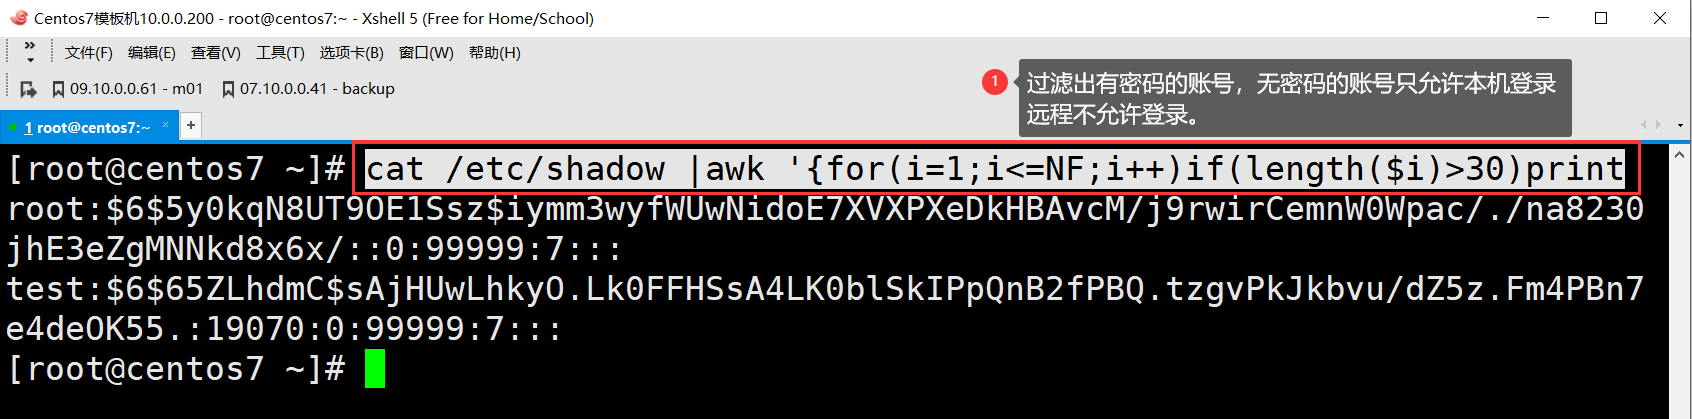 Centos7模板机10.0.0.200 - root@centos7:~ - Xshell 5 (Free for Home/School)
文件(F) 编辑(E) 查看(V) 工具(T) 选项卡(B) 窗口(W) 帮助(H)
09.10.0.0.61 - m01 07.10.0.0.41 - backup
1 过滤出有密码的账号，无密码的账号只允许本机登录
远程不允许登录。
1 root@centos7:~ × +
[root@centos7 ~]# cat /etc/shadow |awk '{for(i=1;i<=NF;i++)if(length($i)>30)print
root:$6$5y0kqN8UT9OE1Ssz$iymm3wyfWUwNidoE7XVXPXeDkHBAvcM/j9rwirCemnW0Wpac/./na8230
jhE3eZgMNNkd8x6x/::0:99999:7:::
test:$6$65ZLhdmC$sAjHUwLhkyO.Lk0FFHSsA4LK0blSkIPpQnB2fPBQ.tzgvPkJkbvu/dZ5z.Fm4PBn7
e4deOK55.:19070:0:99999:7:::
[root@centos7 ~]#